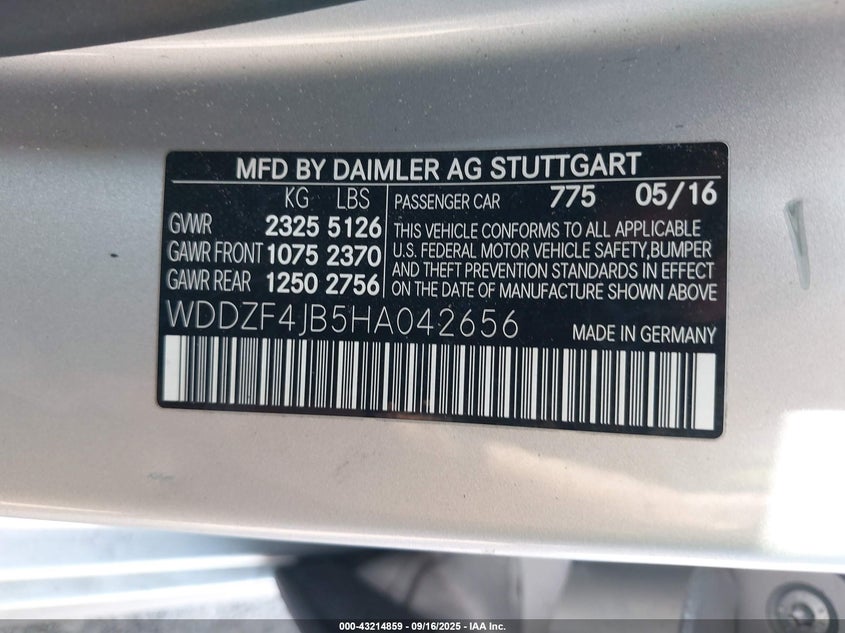 MFD BY DAIMLER AG STUTTGART
KG LBS
GVWR 2325 5126
GAWR FRONT 1075 2370
GAWR REAR 1250 2756
PASSENGER CAR 775 05/16
THIS VEHICLE CONFORMS TO ALL APPLICABLE
U.S. FEDERAL MOTOR VEHICLE SAFETY,BUMPER
AND THEFT PREVENTION STANDARDS IN EFFECT
ON THE DATE OF MANUFACTURE SHOWN ABOVE
WDDZF4JB5HA042656 MADE IN GERMANY
000-43214859 - 09/16/2025 - IAA Inc.